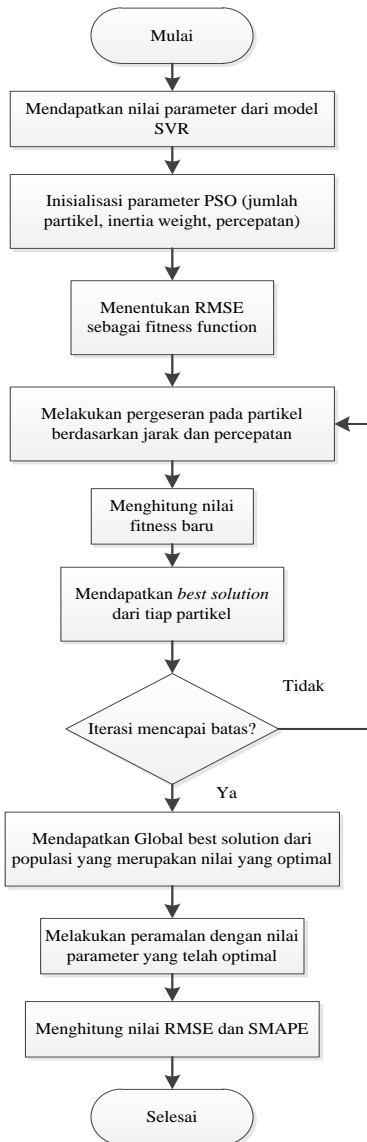 Mulai
Mendapatkan nilai parameter dari model
SVR
Inisialisasi parameter PSO (jumlah
partikel, inertia weight, percepatan)
Menentukan RMSE
sebagai fitness function
Melakukan pergeseran pada partikel
berdasarkan jarak dan percepatan
Menghitung nilai
fitness baru
Mendapatkan best solution
dari tiap partikel
Tidak
Iterasi mencapai batas?
Ya
Mendapatkan Global best solution dari
populasi yang merupakan nilai yang optimal
Melakukan peramalan dengan nilai
parameter yang telah optimal
Menghitung nilai RMSE dan SMAPE
Selesai